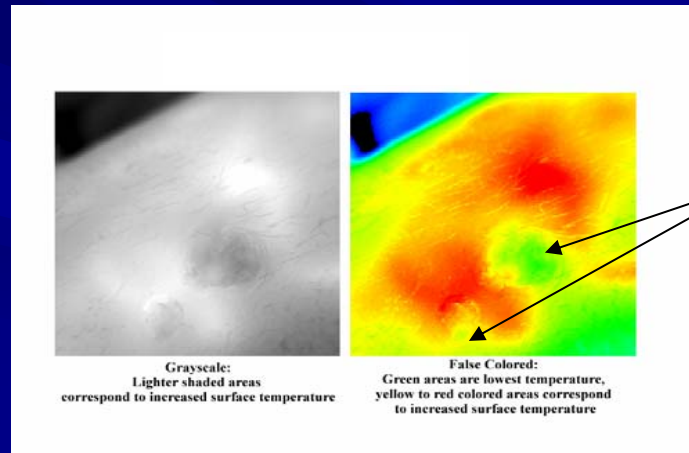 Grayscale:
Lighter shaded areas
correspond to increased surface temperature
False Colored:
Green areas are lowest temperature,
yellow to red colored areas correspond
to increased surface temperature